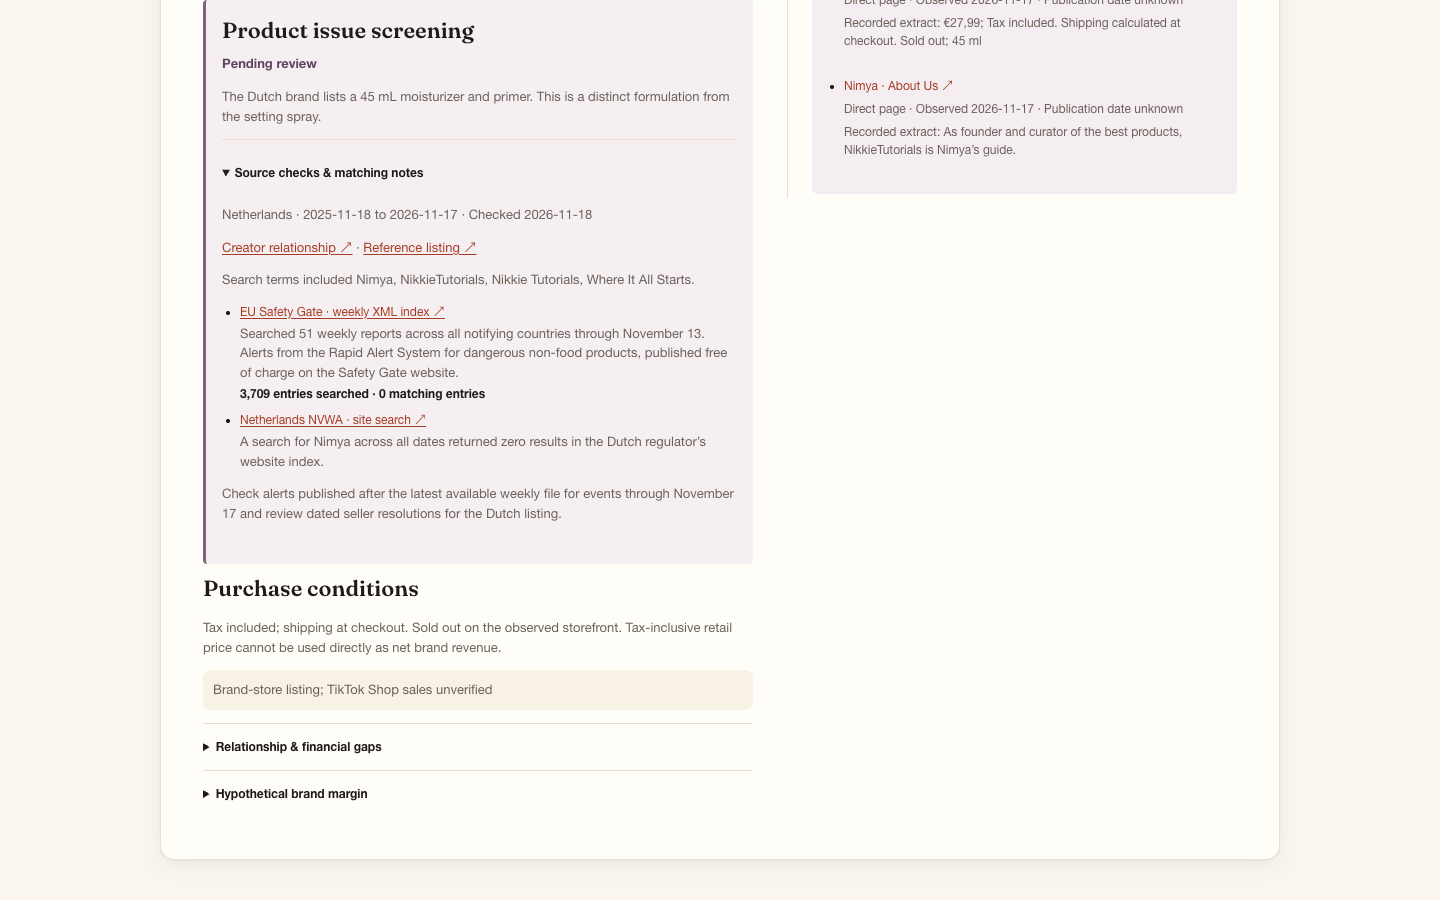 Product issue screening
Pending review
The Dutch brand lists a 45 mL moisturizer and primer. This is a distinct formulation from
the setting spray.
▼ Source checks & matching notes
Netherlands · 2025-11-18 to 2026-11-17 · Checked 2026-11-18
Creator relationship ↗ · Reference listing ↗
Search terms included Nimya, NikkieTutorials, Nikkie Tutorials, Where It All Starts.
• EU Safety Gate · weekly XML index ↗
Searched 51 weekly reports across all notifying countries through November 13.
Alerts from the Rapid Alert System for dangerous non-food products, published free
of charge on the Safety Gate website.
3,709 entries searched · 0 matching entries
• Netherlands NVWA · site search ↗
A search for Nimya across all dates returned zero results in the Dutch regulator’s
website index.
Check alerts published after the latest available weekly file for events through November
17 and review dated seller resolutions for the Dutch listing.
Purchase conditions
Tax included; shipping at checkout. Sold out on the observed storefront. Tax-inclusive retail
price cannot be used directly as net brand revenue.
Brand-store listing; TikTok Shop sales unverified
▶ Relationship & financial gaps
▶ Hypothetical brand margin
Direct page · Observed 2026-11-17 · Publication date unknown
Recorded extract: €27,99; Tax included. Shipping calculated at
checkout. Sold out; 45 ml
• Nimya · About Us ↗
Direct page · Observed 2026-11-17 · Publication date unknown
Recorded extract: As founder and curator of the best products,
NikkieTutorials is Nimya’s guide.